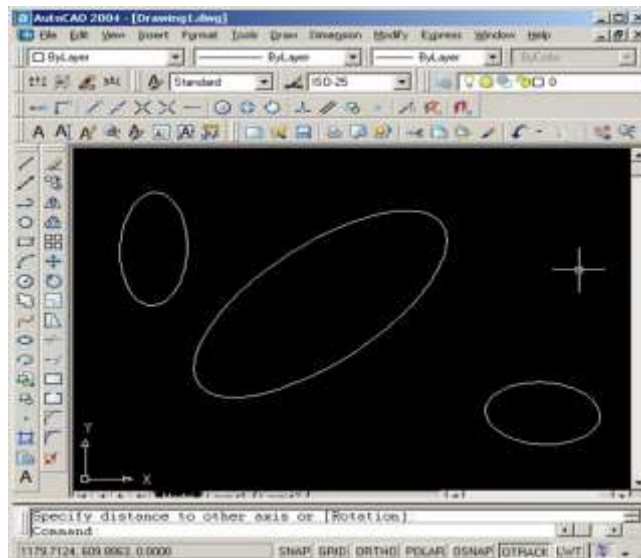 AutoCAD 2004 - [Drawing1.dwg]
File Edit View Insert Format Tools Draw Dimension Modify Express Window Help
ByLayer ByLayer ByLayer ByColor
Standard ISO-25 0
A
Y
X
Specify distance to other axis or [Rotation]
Command:
1179.7124, 609.8963, 0.0000 SNAP GRID ORTHO POLAR OSNAP OTRACK LWT